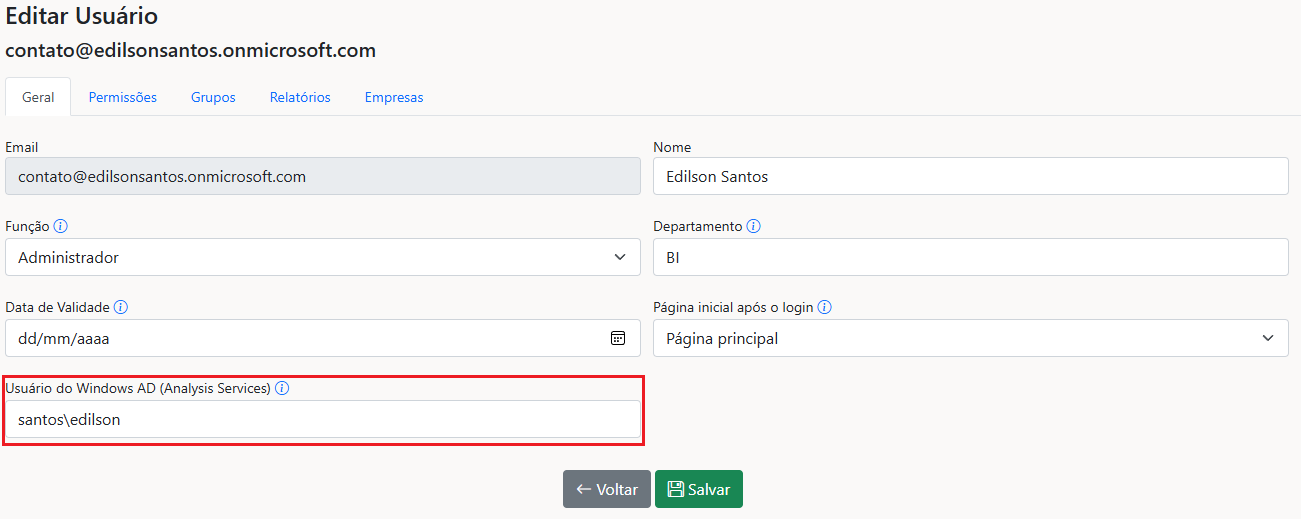 Editar Usuário
contato@edilsonsantos.onmicrosoft.com
Geral Permissões Grupos Relatórios Empresas
Email Nome
contato@edilsonsantos.onmicrosoft.com Edilson Santos
Função Departamento
Administrador BI
Data de Validade Página inicial após o login
dd/mm/aaaa Página principal
Usuário do Windows AD (Analysis Services)
santos\edilson
Voltar Salvar